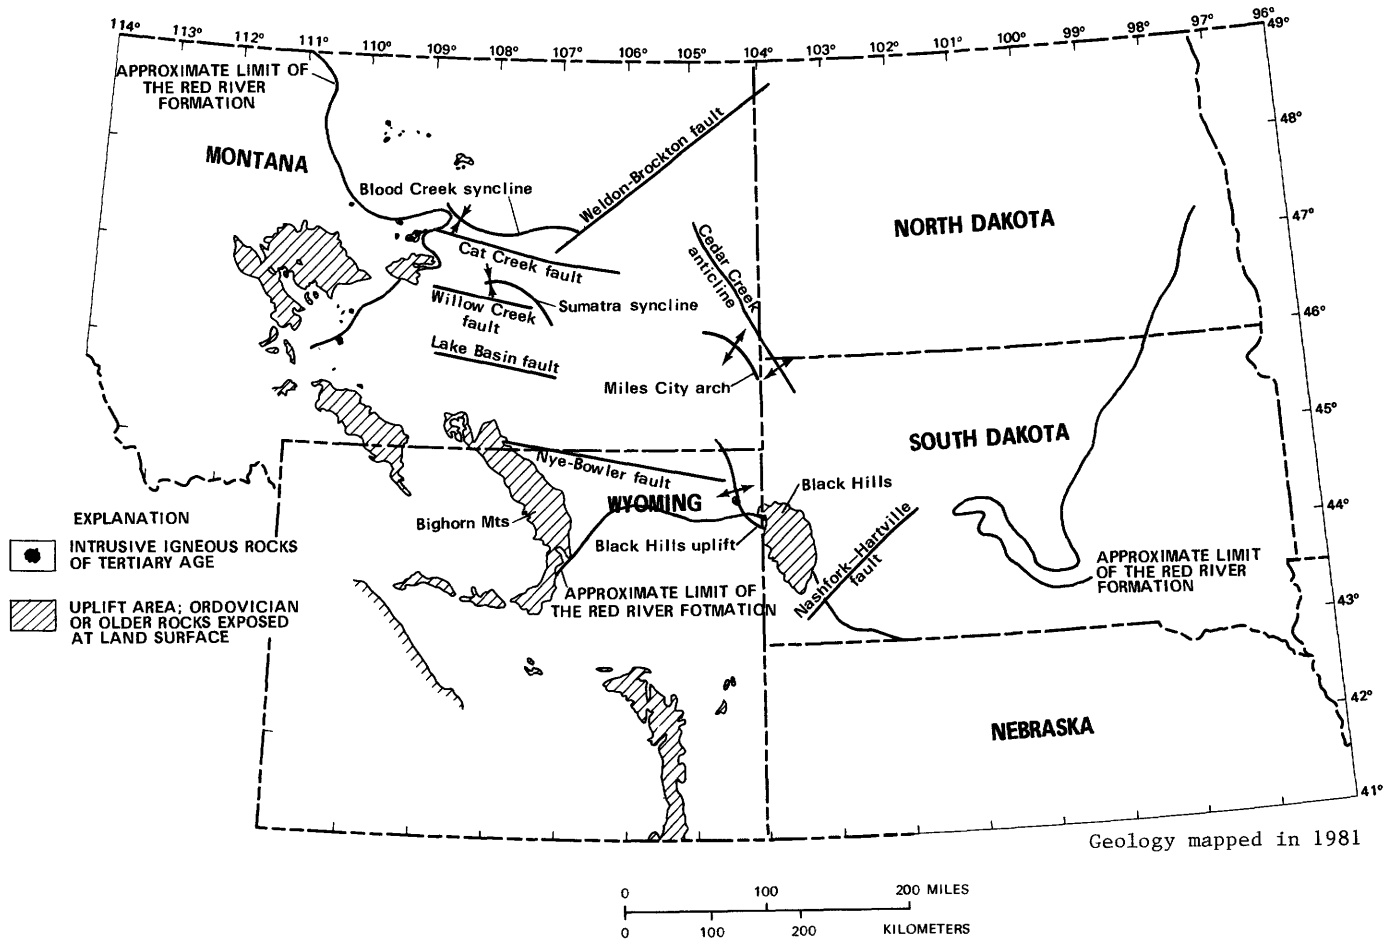 114°
113°
112°
111°
110°
109°
108°
107°
106°
105°
104°
103°
102°
101°
100°
99°
98°
97°
96°
49°
48°
47°
46°
45°
44°
43°
42°
41°
APPROXIMATE LIMIT OF
THE RED RIVER
FORMATION
MONTANA
Blood Creek syncline
Weldon-Brockton fault
NORTH DAKOTA
Cat Creek fault
Cedar Creek
anticline
Sumatra syncline
Willow Creek
fault
Lake Basin fault
Miles City arch
SOUTH DAKOTA
Nye-Bowler fault
WYOMING
Black Hills
Bighorn Mts
Black Hills uplift
Nashfork-Hartville
fault
APPROXIMATE LIMIT OF
THE RED RIVER FOTMATION
APPROXIMATE LIMIT
OF THE RED RIVER
FORMATION
EXPLANATION
INTRUSIVE IGNEOUS ROCKS
OF TERTIARY AGE
UPLIFT AREA; ORDOVICIAN
OR OLDER ROCKS EXPOSED
AT LAND SURFACE
NEBRASKA
Geology mapped in 1981
0 100 200 MILES
0 100 200 KILOMETERS